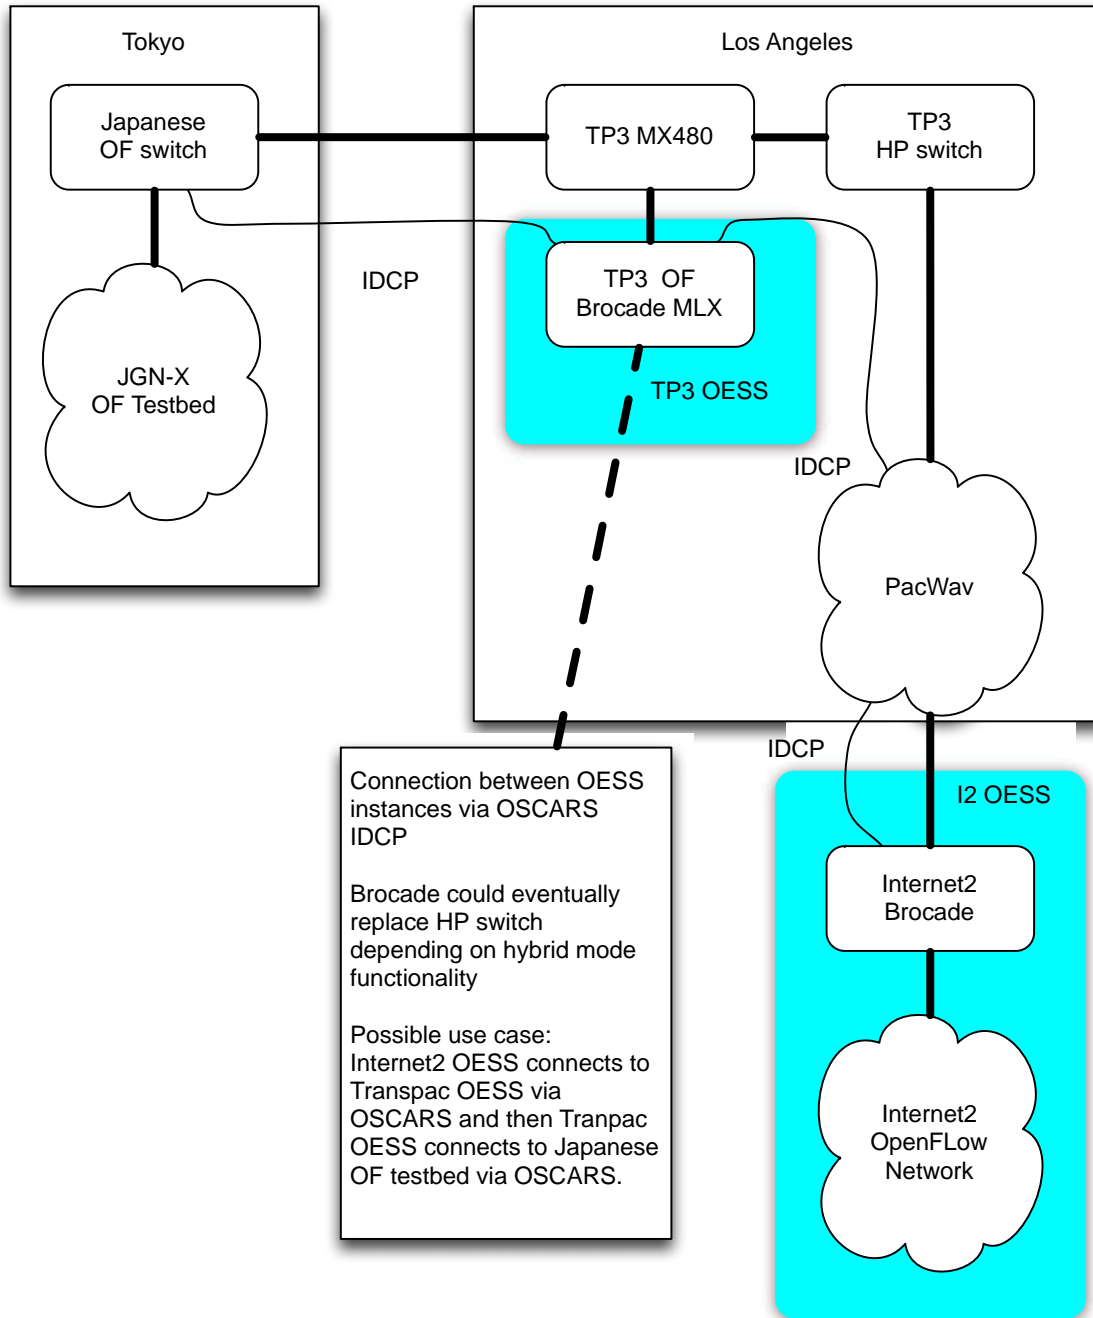 Tokyo
Los Angeles
Japanese
OF switch
TP3 MX480
TP3
HP switch
IDCP
TP3 OF
Brocade MLX
TP3 OESS
JGN-X
OF Testbed
IDCP
PacWav
IDCP
I2 OESS
Connection between OESS
instances via OSCARS
IDCP
Brocade could eventually
replace HP switch
depending on hybrid mode
functionality
Possible use case:
Internet2 OESS connects to
Transpac OESS via
OSCARS and then Tranpac
OESS connects to Japanese
OF testbed via OSCARS.
Internet2
Brocade
Internet2
OpenFLow
Network